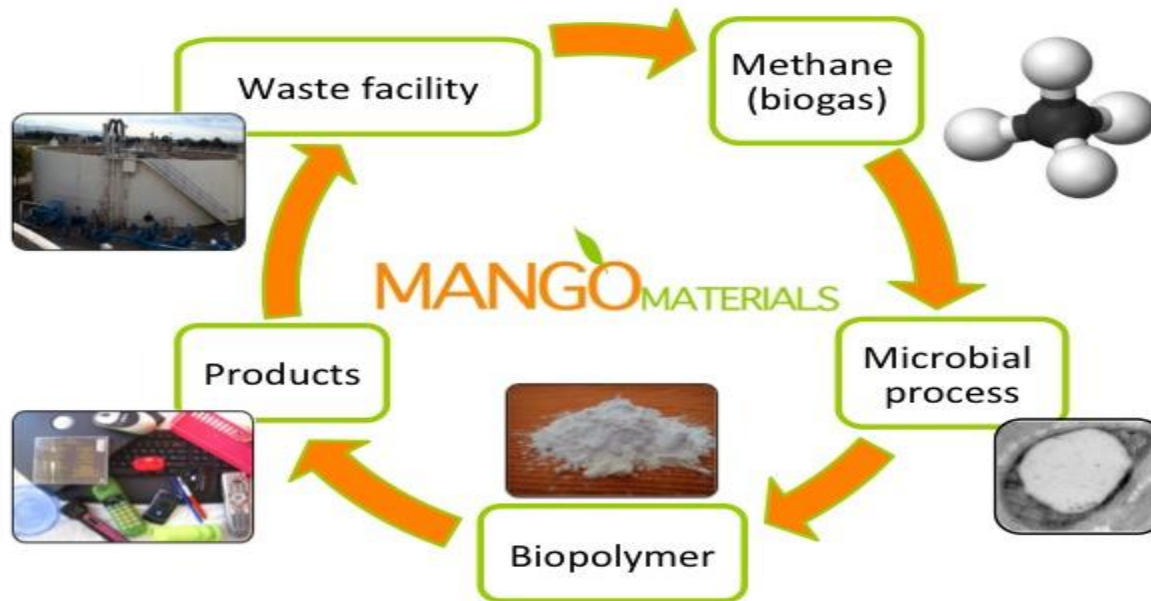 Waste facility
Methane
(biogas)
MANGO MATERIALS
Products
Microbial
process
Biopolymer